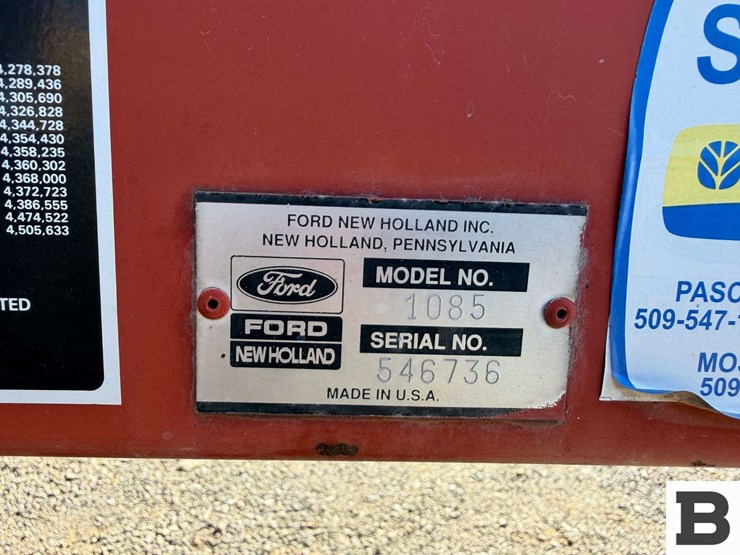 4,278,378
4,289,436
4,305,690
4,326,828
4,344,728
4,354,430
4,358,235
4,360,302
4,368,000
4,372,723
4,386,555
4,474,522
4,505,633
TED
FORD NEW HOLLAND INC.
NEW HOLLAND, PENNSYLVANIA
Ford
FORD
NEW HOLLAND
MODEL NO.
1085
SERIAL NO.
546736
MADE IN U.S.A.
S
PASC
509-547-1
MOS
509
B